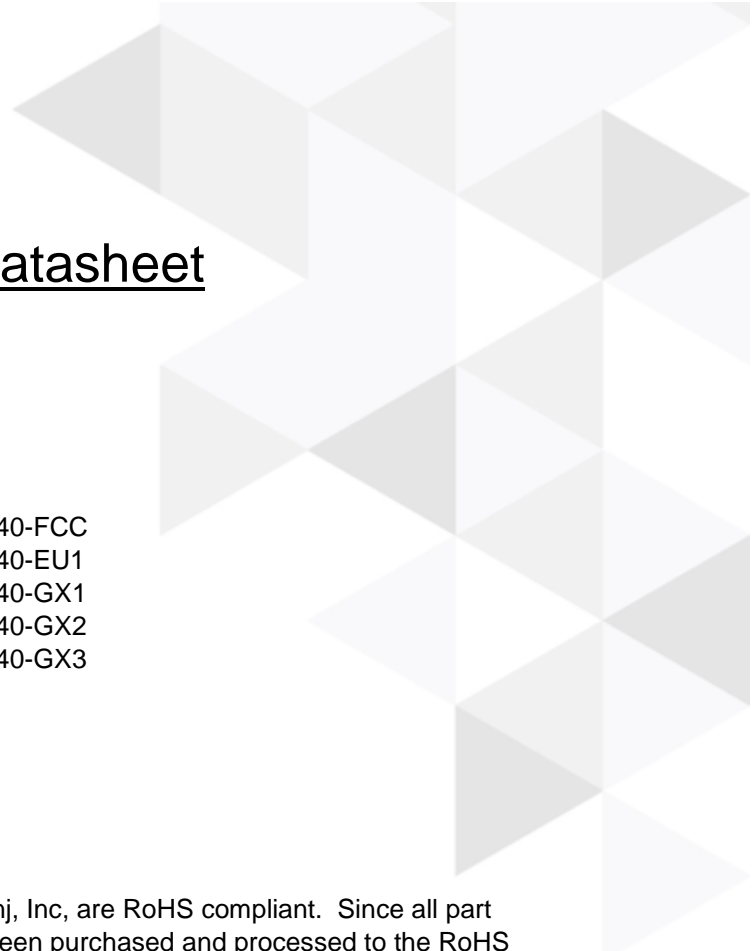 atasheet
40-FCC
40-EU1
40-GX1
40-GX2
40-GX3
nj, Inc, are RoHS compliant.  Since all part
een purchased and processed to the RoHS